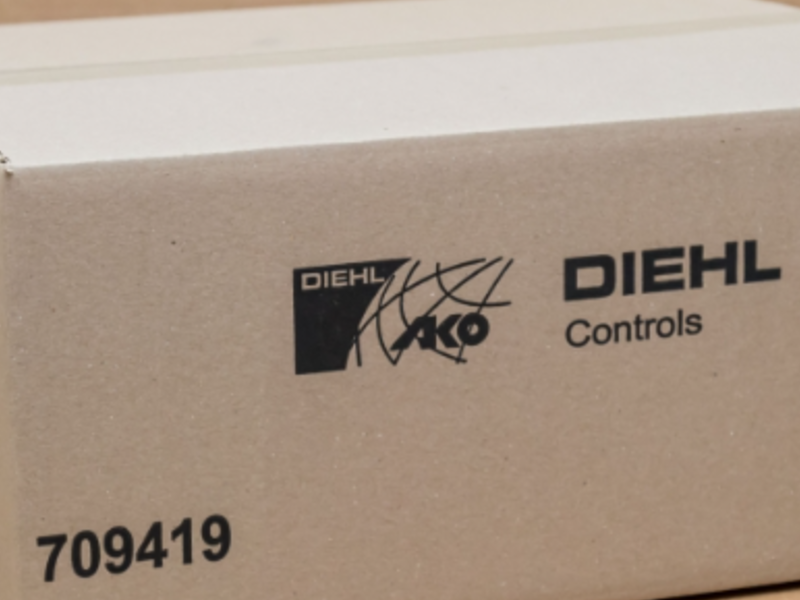 DIEHL
AKO
DIEHL
Controls
709419